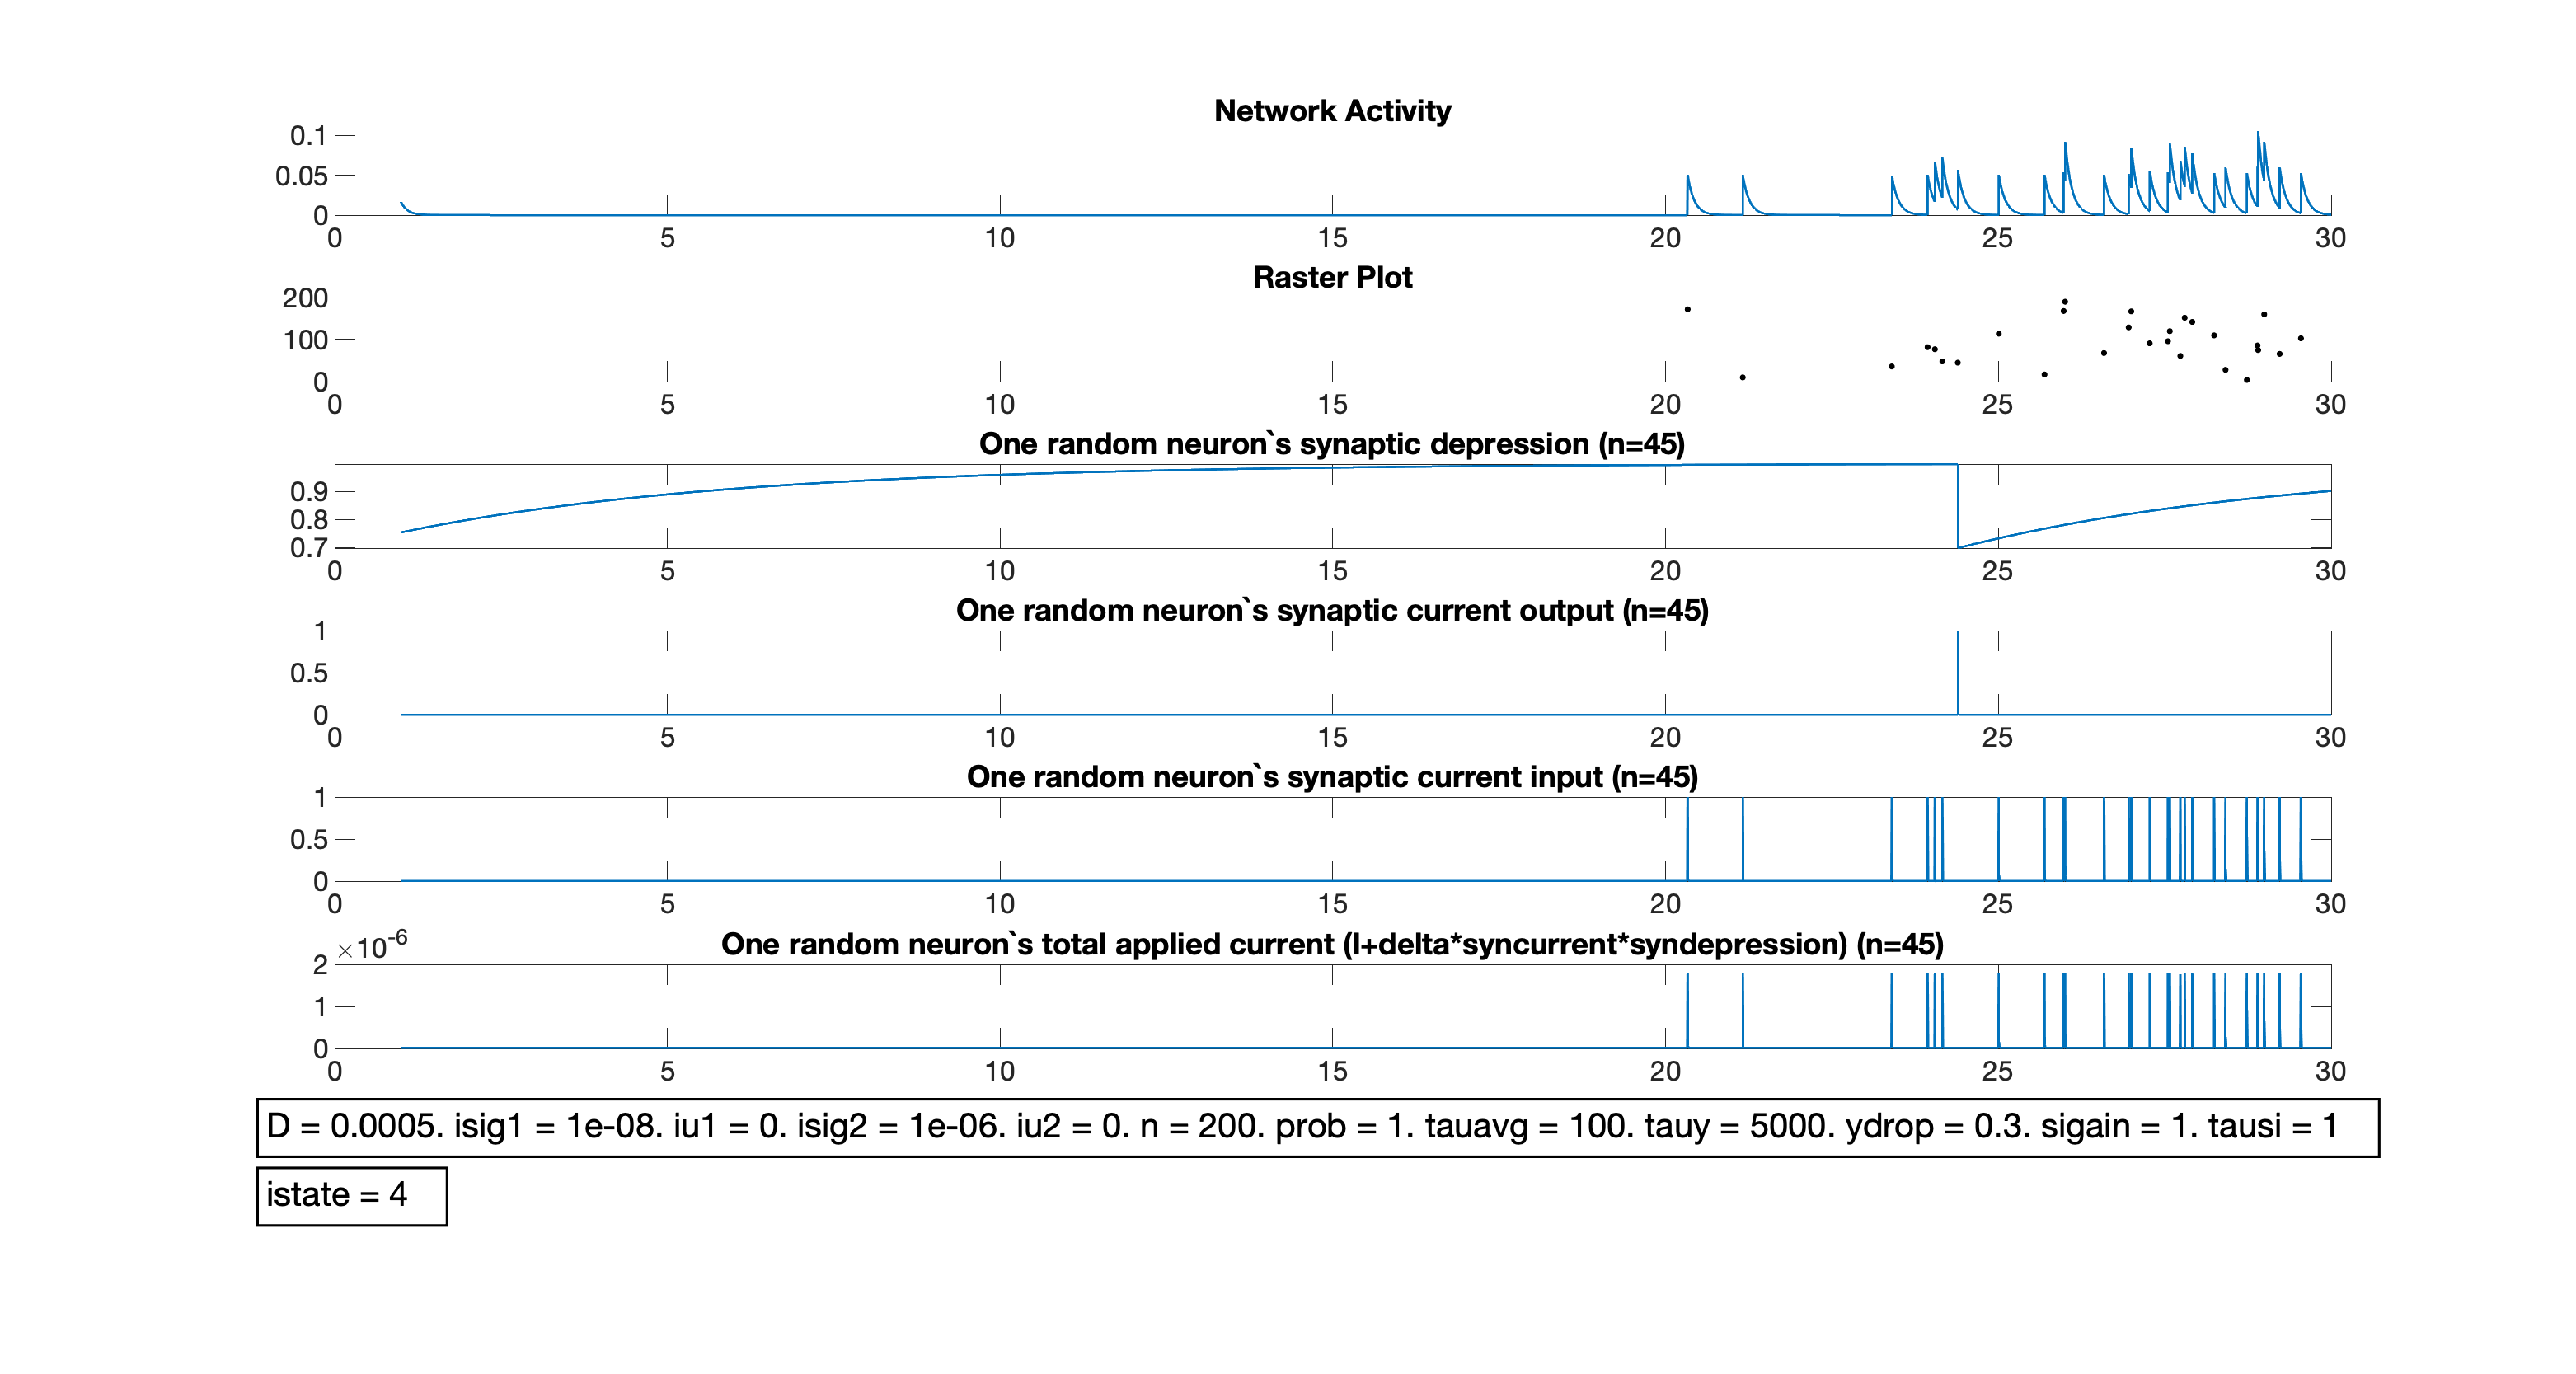 Network Activity
0.1
0.05
0
0 5 10 15 20 25 30
Raster Plot
200
100
0
0 5 10 15 20 25 30
One random neuron`s synaptic depression (n=45)
0.9
0.8
0.7
0 5 10 15 20 25 30
One random neuron`s synaptic current output (n=45)
1
0.5
0
0 5 10 15 20 25 30
One random neuron`s synaptic current input (n=45)
1
0.5
0
0 5 10 15 20 25 30
×10⁻⁶
One random neuron`s total applied current (I+delta*syncurrent*syndepression) (n=45)
2
1
0
0 5 10 15 20 25 30
D = 0.0005. isig1 = 1e-08. iu1 = 0. isig2 = 1e-06. iu2 = 0. n = 200. prob = 1. tauavg = 100. tauy = 5000. ydrop = 0.3. sigain = 1. tausi = 1
istate = 4